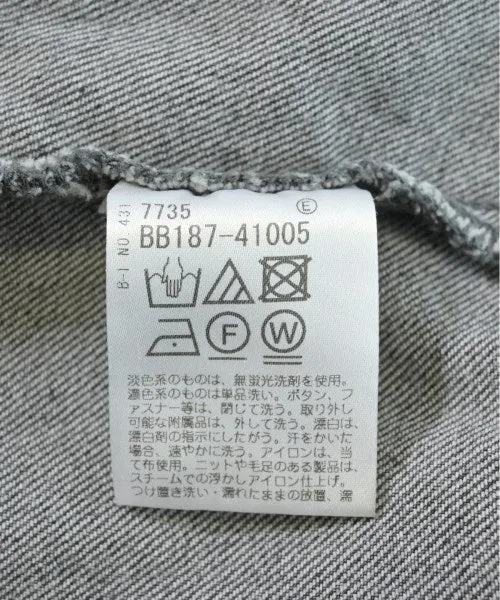 7735 E
BB187-41005
B-1 NO 431
F W
淡色系のものは、無蛍光洗剤を使用。
濃色系のものは単品洗い。ボタン、フ
ァスナー等は、閉じて洗う。取り外し
可能な付属品は、外して洗う。漂白は、
漂白剤の指示にしたがう。汗をかいた
場合、速やかに洗う。アイロンは、当
て布使用。ニットや毛足のある製品は、
スチームでの浮かしアイロン仕上げ。
つけ置き洗い・濡れたままの放置、濡